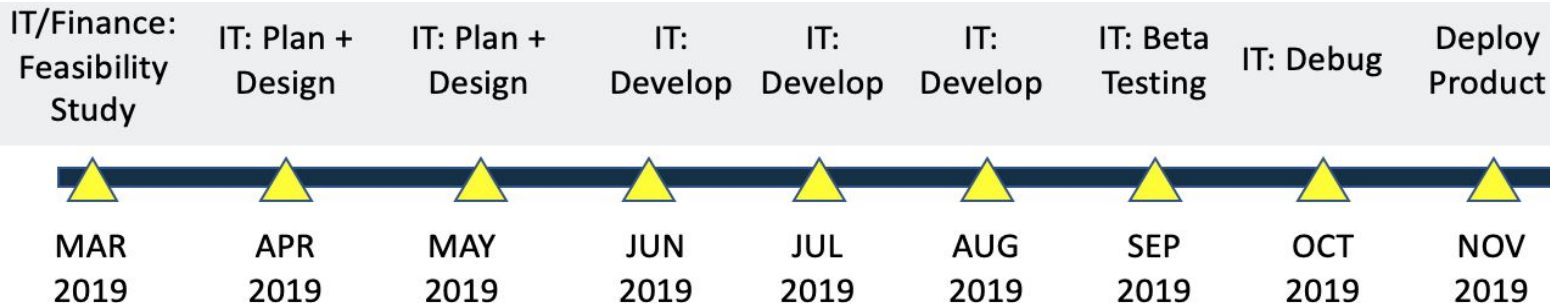 IT/Finance:
Feasibility
Study
IT: Plan +
Design
IT: Plan +
Design
IT:
Develop
IT:
Develop
IT:
Develop
IT: Beta
Testing
IT: Debug
Deploy
Product
MAR
2019
APR
2019
MAY
2019
JUN
2019
JUL
2019
AUG
2019
SEP
2019
OCT
2019
NOV
2019